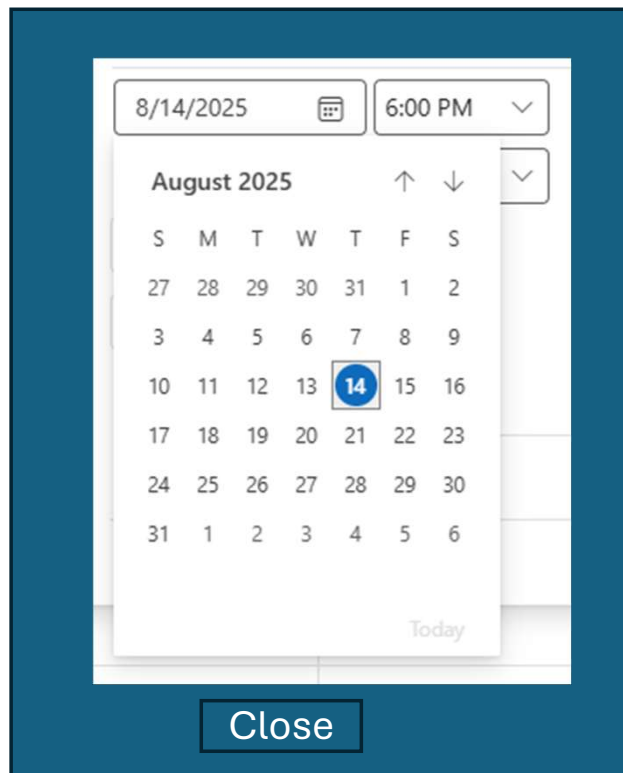 8/14/2025 6:00 PM
August 2025
S M T W T F S
27 28 29 30 31 1 2
3 4 5 6 7 8 9
10 11 12 13 14 15 16
17 18 19 20 21 22 23
24 25 26 27 28 29 30
31 1 2 3 4 5 6
Today
Close